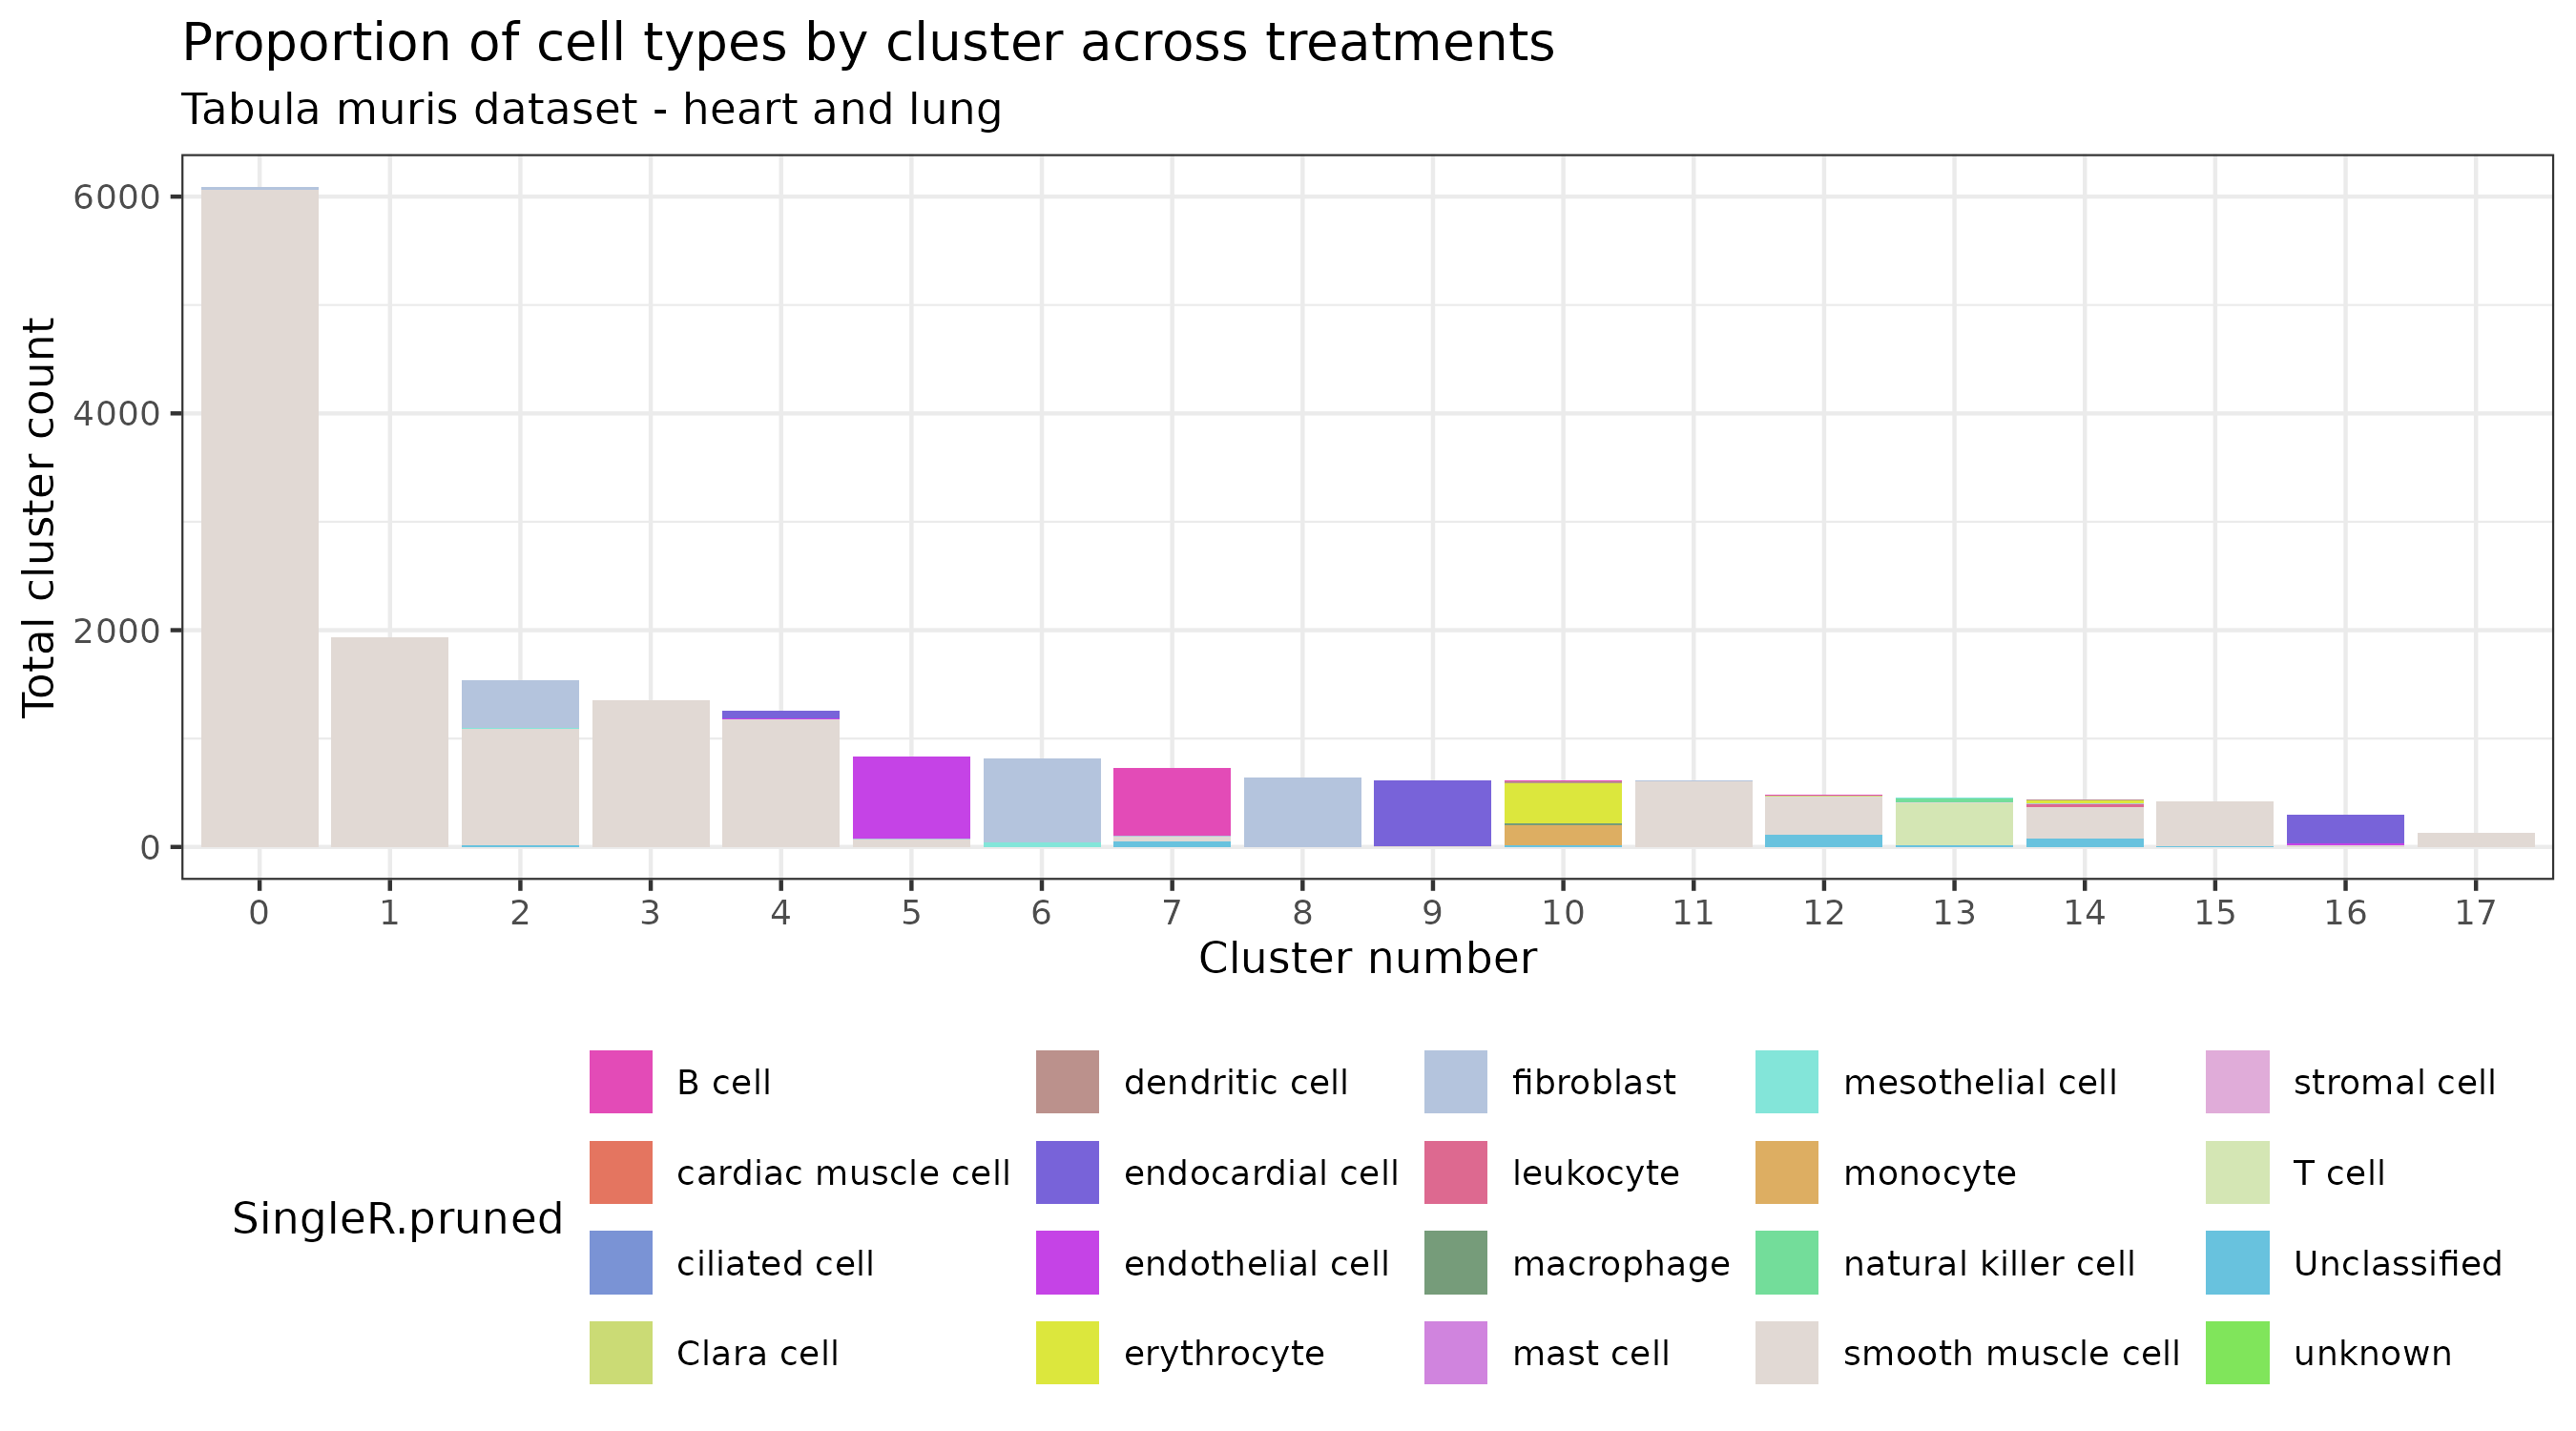 Proportion of cell types by cluster across treatments
Tabula muris dataset - heart and lung
Total cluster count
6000
4000
2000
0
0 1 2 3 4 5 6 7 8 9 10 11 12 13 14 15 16 17
Cluster number
SingleR.pruned
B cell
cardiac muscle cell
ciliated cell
Clara cell
dendritic cell
endocardial cell
endothelial cell
erythrocyte
fibroblast
leukocyte
macrophage
mast cell
mesothelial cell
monocyte
natural killer cell
smooth muscle cell
stromal cell
T cell
Unclassified
unknown